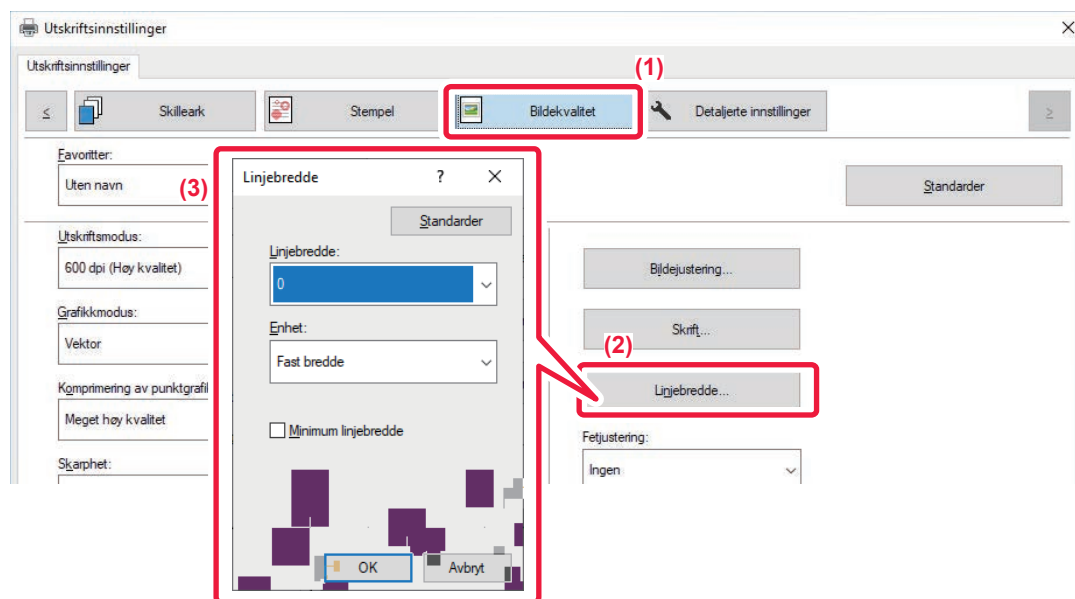 Utskriftsinnstillinger
Utskriftsinnstillinger
(1)
≤ Skilleark Stempel Bildekvalitet Detaljerte innstillinger ≥
Favoritter:
Uten navn
Standarder
(3)
Linjebredde ?
Standarder
Linjebredde:
0
Enhet:
Fast bredde
Minimum linjebredde
OK Avbryt
Utskriftsmodus:
600 dpi (Høy kvalitet)
Grafikkmodus:
Vektor
Komprimering av punktgrafi
Meget høy kvalitet
Skarphet:
Bildejustering...
Skrift...
(2)
Linjebredde...
Fetjustering:
Ingen